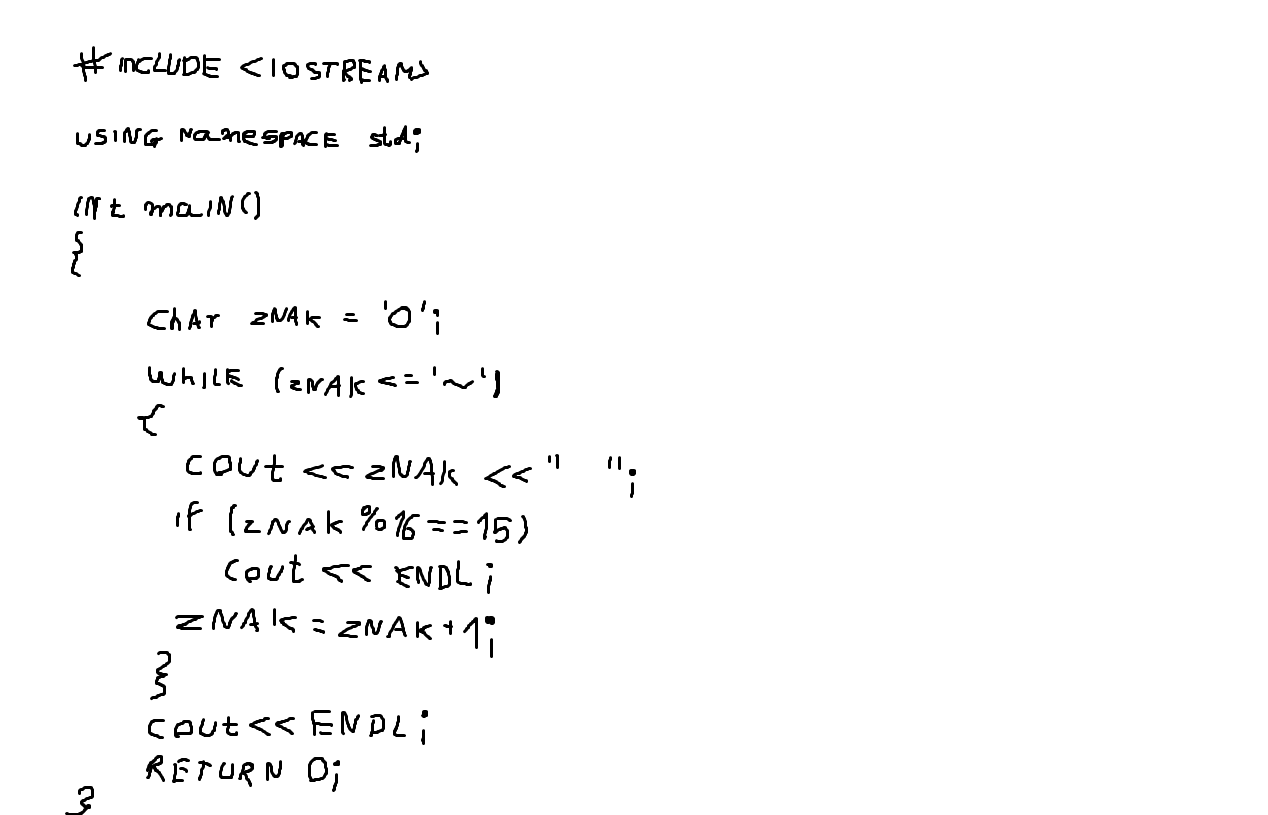 #INCLUDE <IOSTREAM>
USING NamESPACE std;
INt maIN()
{
ChAr zNAk = '0';
WhILE (zNAK <= '~')
{
COUt << zNAk << " ";
if (zNAk %16==15)
Cout << ENDL;
zNAK = zNAK+1;
}
Cout << ENDL;
RETURN 0;
}